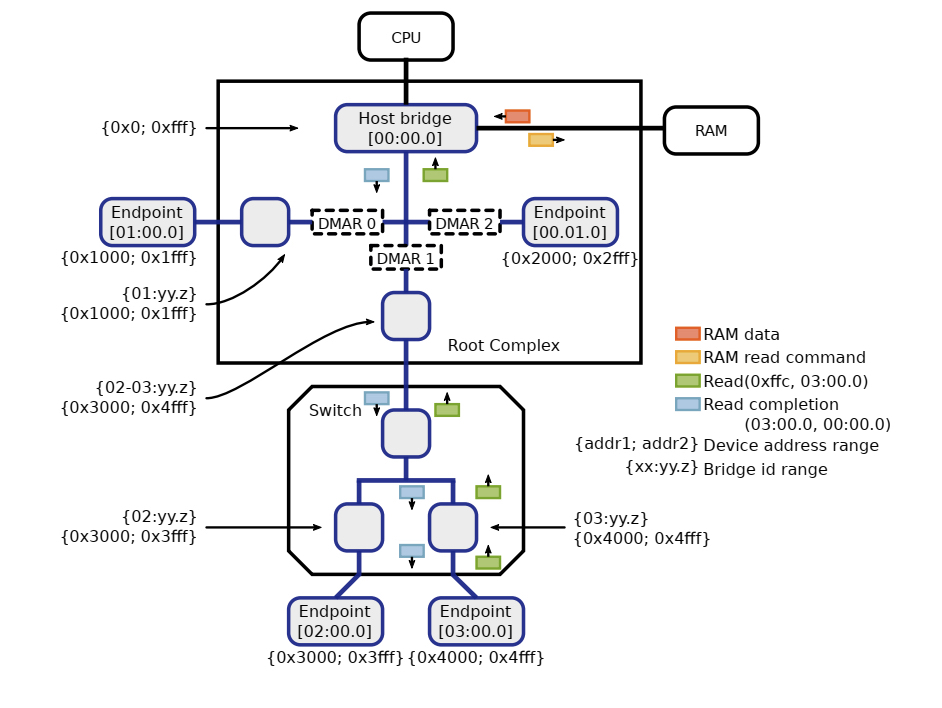 CPU
Host bridge
[00:00.0]
{0x0; 0xfff}
RAM
Endpoint
[01:00.0]
DMAR 0
DMAR 2
Endpoint
[00.01.0]
{0x1000; 0x1fff}
DMAR 1
{0x2000; 0x2fff}
{01:yy.z}
{0x1000; 0x1fff}
Root Complex
RAM data
RAM read command
Read(0xffc, 03:00.0)
Read completion
(03:00.0, 00:00.0)
{addr1; addr2} Device address range
{xx:yy.z} Bridge id range
{02-03:yy.z}
{0x3000; 0x4fff}
Switch
{02:yy.z}
{0x3000; 0x3fff}
{03:yy.z}
{0x4000; 0x4fff}
Endpoint
[02:00.0]
Endpoint
[03:00.0]
{0x3000; 0x3fff}
{0x4000; 0x4fff}